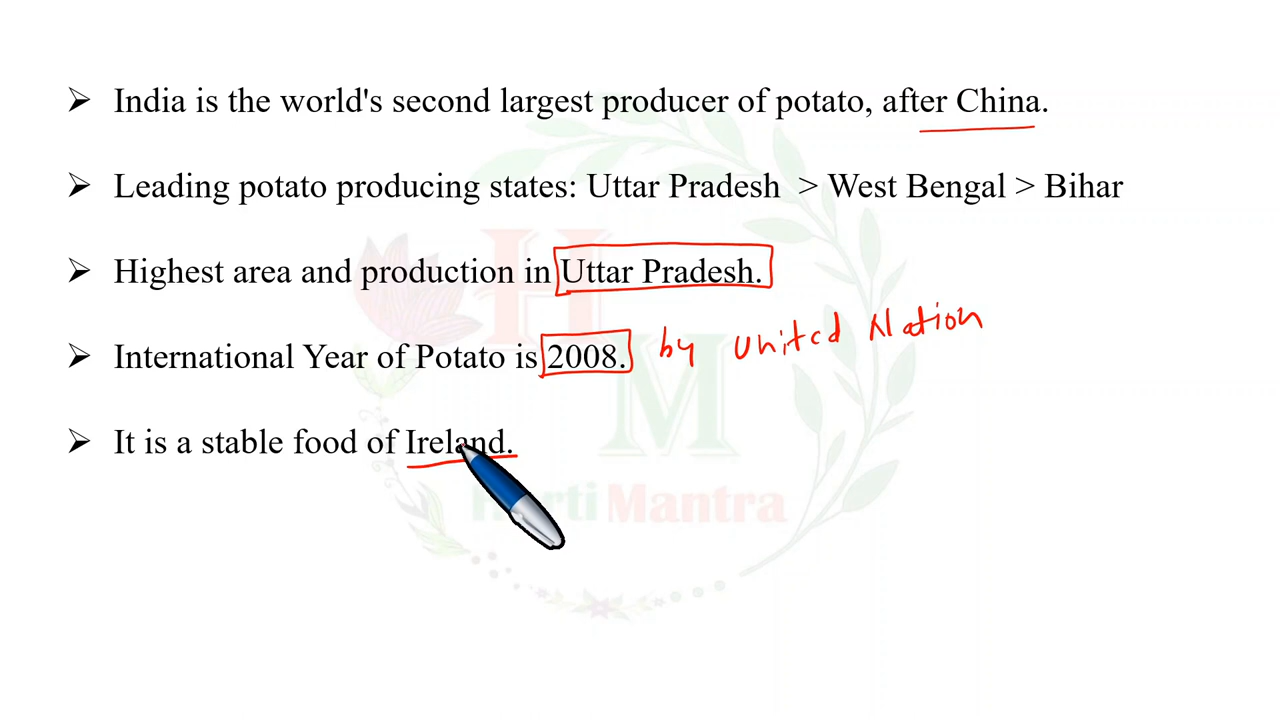 ➢ India is the world's second largest producer of potato, after China.
➢ Leading potato producing states: Uttar Pradesh > West Bengal > Bihar
➢ Highest area and production in Uttar Pradesh.
➢ International Year of Potato is 2008. by United Nation
➢ It is a stable food of Ireland.
H
M
Horti Mantra